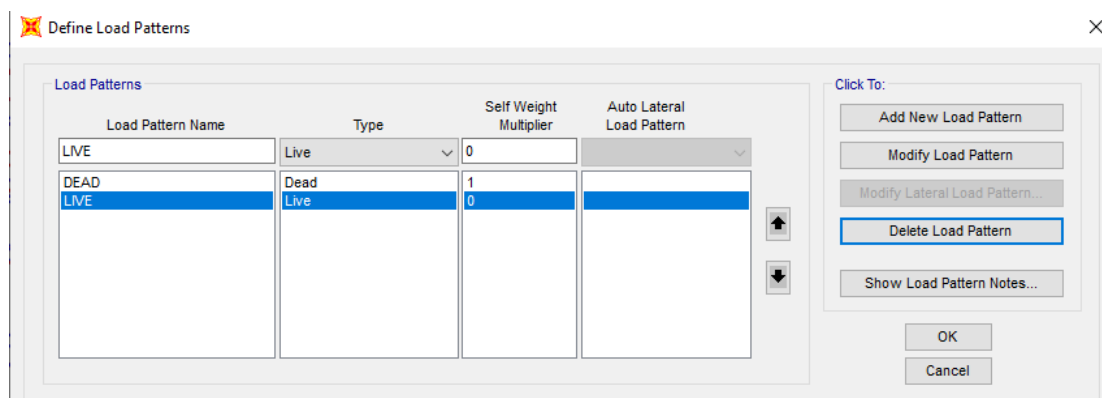 Define Load Patterns
Load Patterns
Click To:
Load Pattern Name
Type
Self Weight
Multiplier
Auto Lateral
Load Pattern
LIVE
Live
0
DEAD
Dead
1
LIVE
Live
0
Add New Load Pattern
Modify Load Pattern
Modify Lateral Load Pattern...
Delete Load Pattern
Show Load Pattern Notes...
OK
Cancel